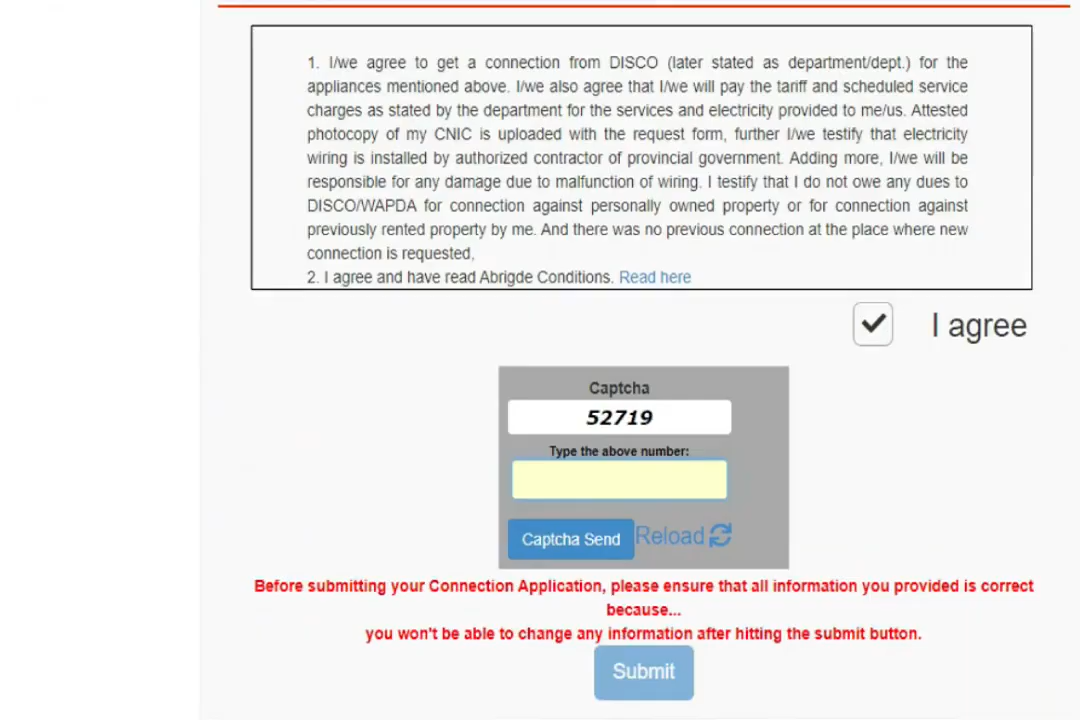 1. I/we agree to get a connection from DISCO (later stated as department/dept.) for the
appliances mentioned above. I/we also agree that I/we will pay the tariff and scheduled service
charges as stated by the department for the services and electricity provided to me/us. Attested
photocopy of my CNIC is uploaded with the request form, further I/we testify that electricity
wiring is installed by authorized contractor of provincial government. Adding more, I/we will be
responsible for any damage due to malfunction of wiring. I testify that I do not owe any dues to
DISCO/WAPDA for connection against personally owned property or for connection against
previously rented property by me. And there was no previous connection at the place where new
connection is requested,
2. I agree and have read Abrigde Conditions. Read here
I agree
Captcha
52719
Type the above number:
Captcha Send Reload
Before submitting your Connection Application, please ensure that all information you provided is correct
because...
you won't be able to change any information after hitting the submit button.
Submit